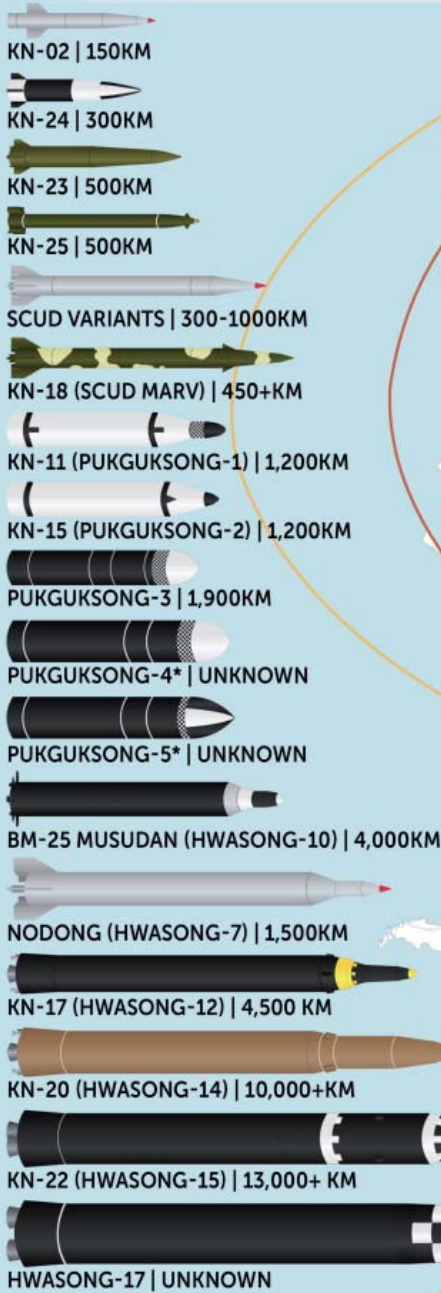 KN-02 | 150KM
KN-24 | 300KM
KN-23 | 500KM
KN-25 | 500KM
SCUD VARIANTS | 300-1000KM
KN-18 (SCUD MARV) | 450+KM
KN-11 (PUKGUKSONG-1) | 1,200KM
KN-15 (PUKGUKSONG-2) | 1,200KM
PUKGUKSONG-3 | 1,900KM
PUKGUKSONG-4* | UNKNOWN
PUKGUKSONG-5* | UNKNOWN
BM-25 MUSUDAN (HWASONG-10) | 4,000KM
NODONG (HWASONG-7) | 1,500KM
KN-17 (HWASONG-12) | 4,500 KM
KN-20 (HWASONG-14) | 10,000+KM
KN-22 (HWASONG-15) | 13,000+ KM
HWASONG-17 | UNKNOWN